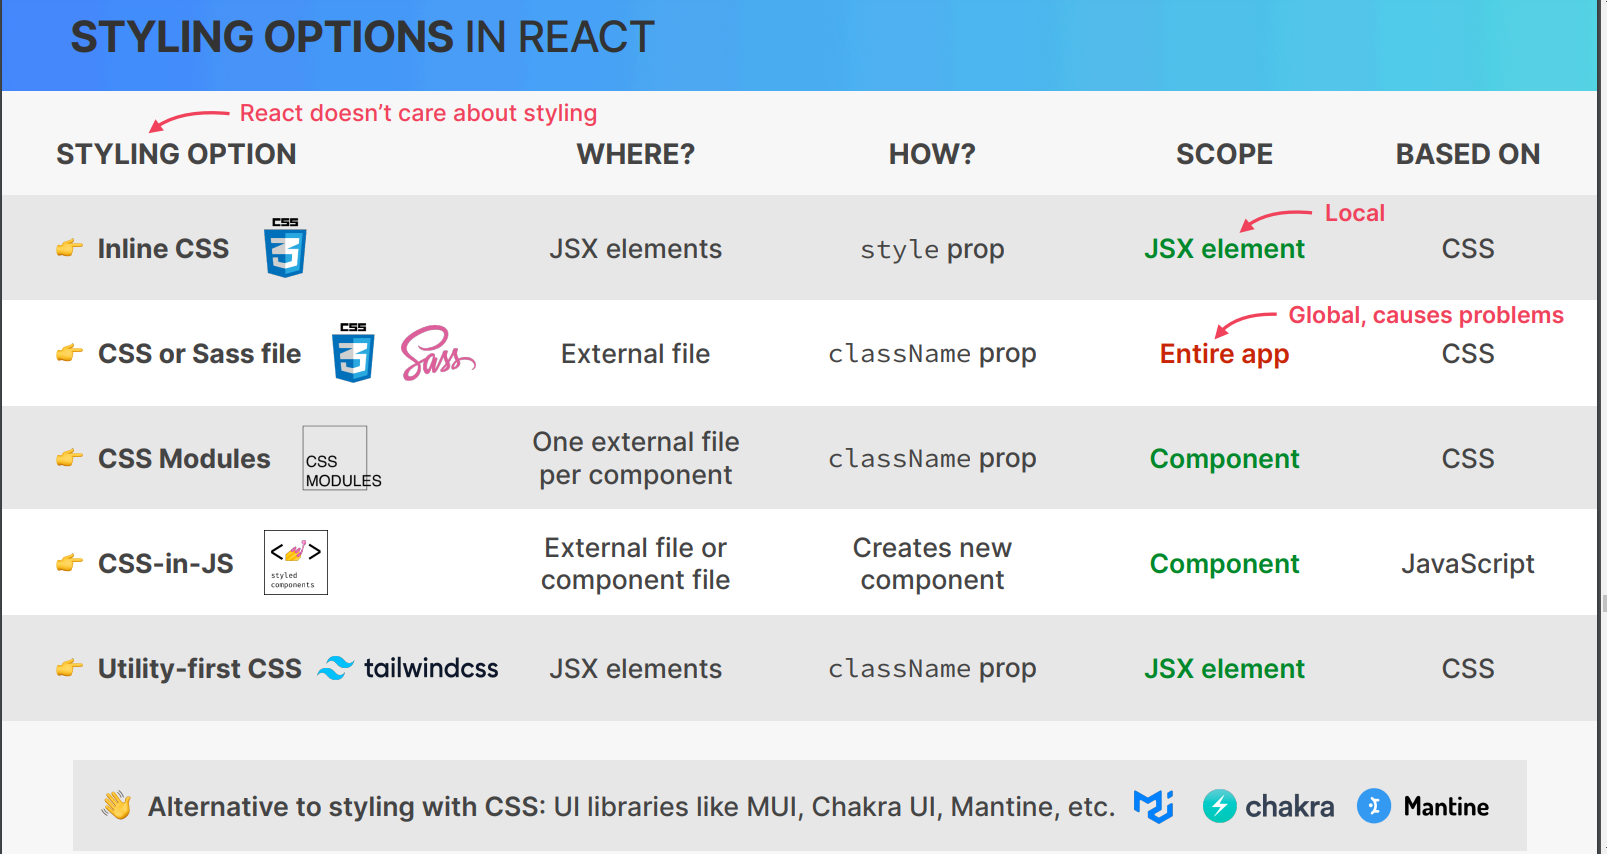 STYLING OPTIONS IN REACT
React doesn’t care about styling
STYLING OPTION WHERE? HOW? SCOPE BASED ON
Local
👉 Inline CSS CSS 3 JSX elements style prop JSX element CSS
Global, causes problems
👉 CSS or Sass file CSS 3 Sass External file className prop Entire app CSS
👉 CSS Modules CSS MODULES One external file per component className prop Component CSS
👉 CSS-in-JS < 💅 > styled components External file or component file Creates new component Component JavaScript
👉 Utility-first CSS tailwindcss JSX elements className prop JSX element CSS
👋 Alternative to styling with CSS: UI libraries like MUI, Chakra UI, Mantine, etc. chakra Mantine